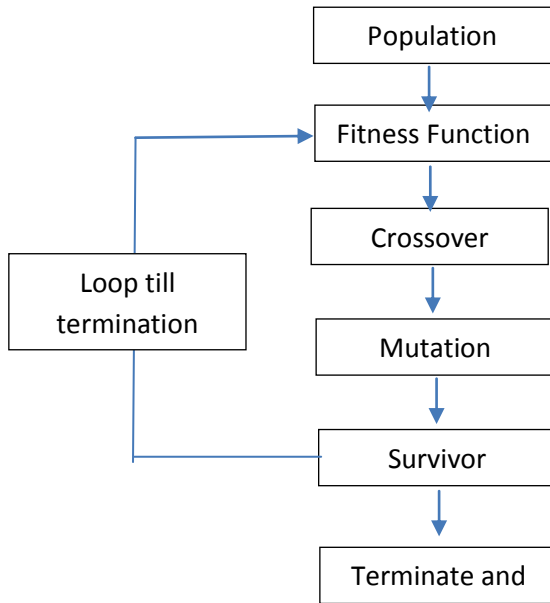 Population
Fitness Function
Crossover
Loop till
termination
Mutation
Survivor
Terminate and